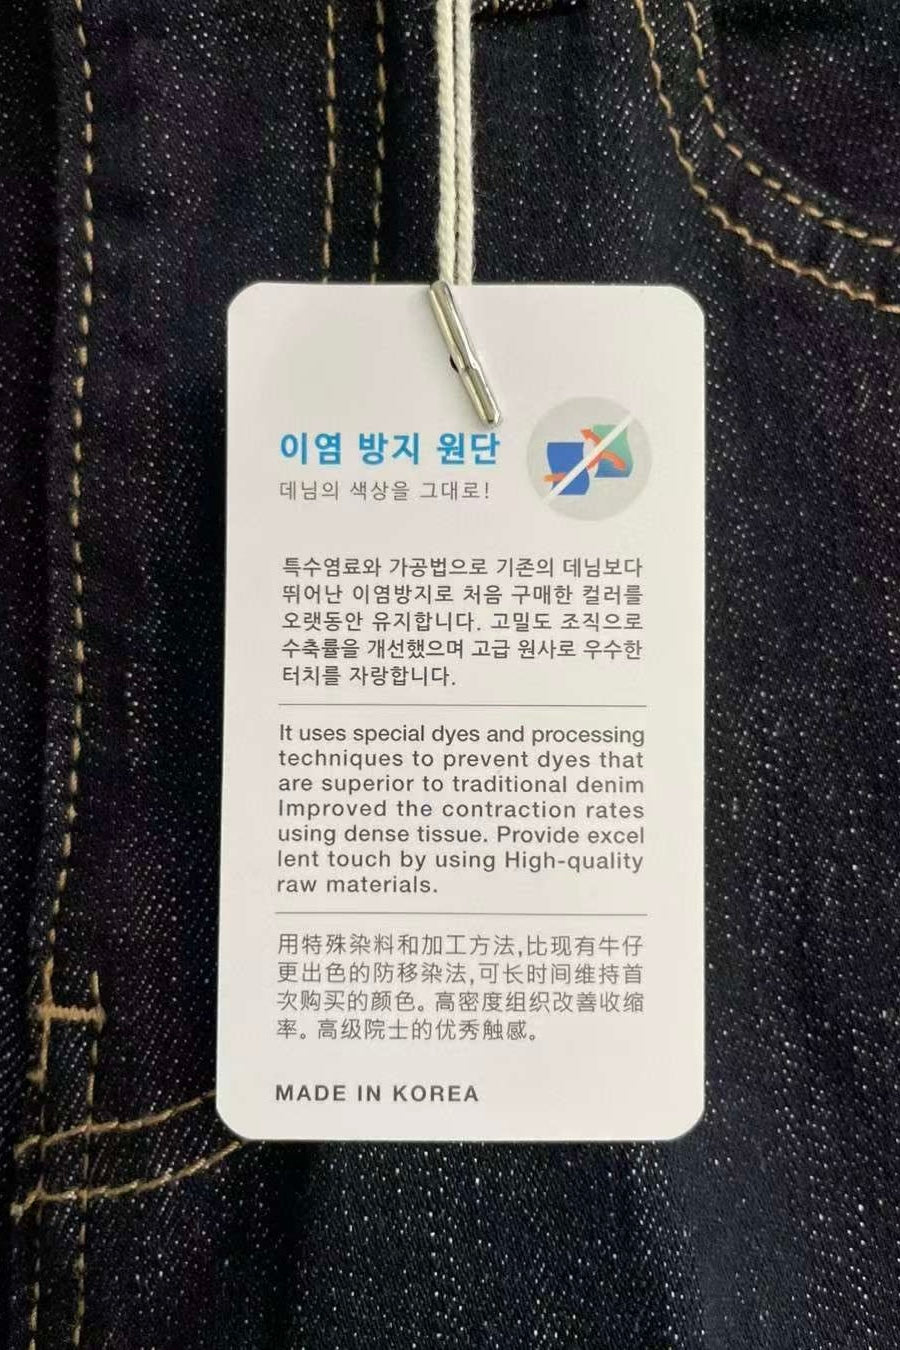 이염 방지 원단
데님의 색상을 그대로!
특수염료와 가공법으로 기존의 데님보다
뛰어난 이염방지로 처음 구매한 컬러를
오랫동안 유지합니다. 고밀도 조직으로
수축률을 개선했으며 고급 원사로 우수한
터치를 자랑합니다.
It uses special dyes and processing
techniques to prevent dyes that
are superior to traditional denim
Improved the contraction rates
using dense tissue. Provide excel
lent touch by using High-quality
raw materials.
用特殊染料和加工方法,比现有牛仔
更出色的防移染法,可长时间维持首
次购买的颜色。高密度组织改善收缩
率。高级院士的优秀触感。
MADE IN KOREA